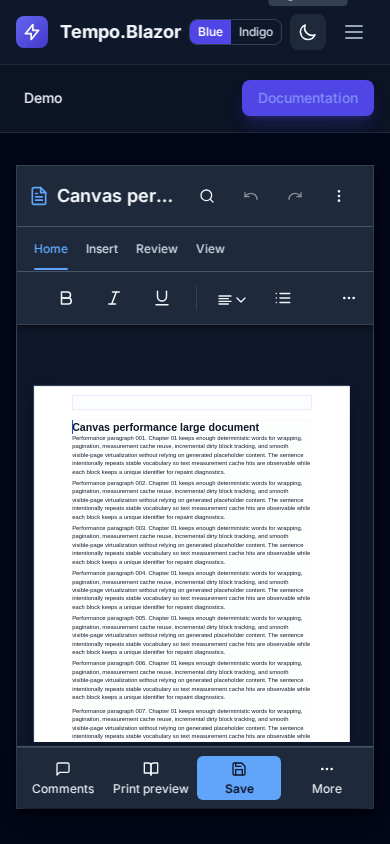 Tempo.Blazor
Blue
Indigo
Demo
Documentation
Canvas per...
Home
Insert
Review
View
B
I
U
Canvas performance large document
Performance paragraph 001. Chapter 01 keeps enough deterministic words for wrapping,
pagination, measurement cache reuse, incremental dirty block tracking, and smooth
visible-page virtualization without relying on generated placeholder content. The sentence
intentionally repeats stable vocabulary so text measurement cache hits are observable while
each block keeps a unique identifier for repaint diagnostics.
Performance paragraph 002. Chapter 01 keeps enough deterministic words for wrapping,
pagination, measurement cache reuse, incremental dirty block tracking, and smooth
visible-page virtualization without relying on generated placeholder content. The sentence
intentionally repeats stable vocabulary so text measurement cache hits are observable while
each block keeps a unique identifier for repaint diagnostics.
Performance paragraph 003. Chapter 01 keeps enough deterministic words for wrapping,
pagination, measurement cache reuse, incremental dirty block tracking, and smooth
visible-page virtualization without relying on generated placeholder content. The sentence
intentionally repeats stable vocabulary so text measurement cache hits are observable while
each block keeps a unique identifier for repaint diagnostics.
Performance paragraph 004. Chapter 01 keeps enough deterministic words for wrapping,
pagination, measurement cache reuse, incremental dirty block tracking, and smooth
visible-page virtualization without relying on generated placeholder content. The sentence
intentionally repeats stable vocabulary so text measurement cache hits are observable while
each block keeps a unique identifier for repaint diagnostics.
Performance paragraph 005. Chapter 01 keeps enough deterministic words for wrapping,
pagination, measurement cache reuse, incremental dirty block tracking, and smooth
visible-page virtualization without relying on generated placeholder content. The sentence
intentionally repeats stable vocabulary so text measurement cache hits are observable while
each block keeps a unique identifier for repaint diagnostics.
Performance paragraph 006. Chapter 01 keeps enough deterministic words for wrapping,
pagination, measurement cache reuse, incremental dirty block tracking, and smooth
visible-page virtualization without relying on generated placeholder content. The sentence
intentionally repeats stable vocabulary so text measurement cache hits are observable while
each block keeps a unique identifier for repaint diagnostics.
Performance paragraph 007. Chapter 01 keeps enough deterministic words for wrapping,
pagination, measurement cache reuse, incremental dirty block tracking, and smooth
visible-page virtualization without relying on generated placeholder content. The sentence
intentionally repeats stable vocabulary so text measurement cache hits are observable while
Comments
Print preview
Save
More